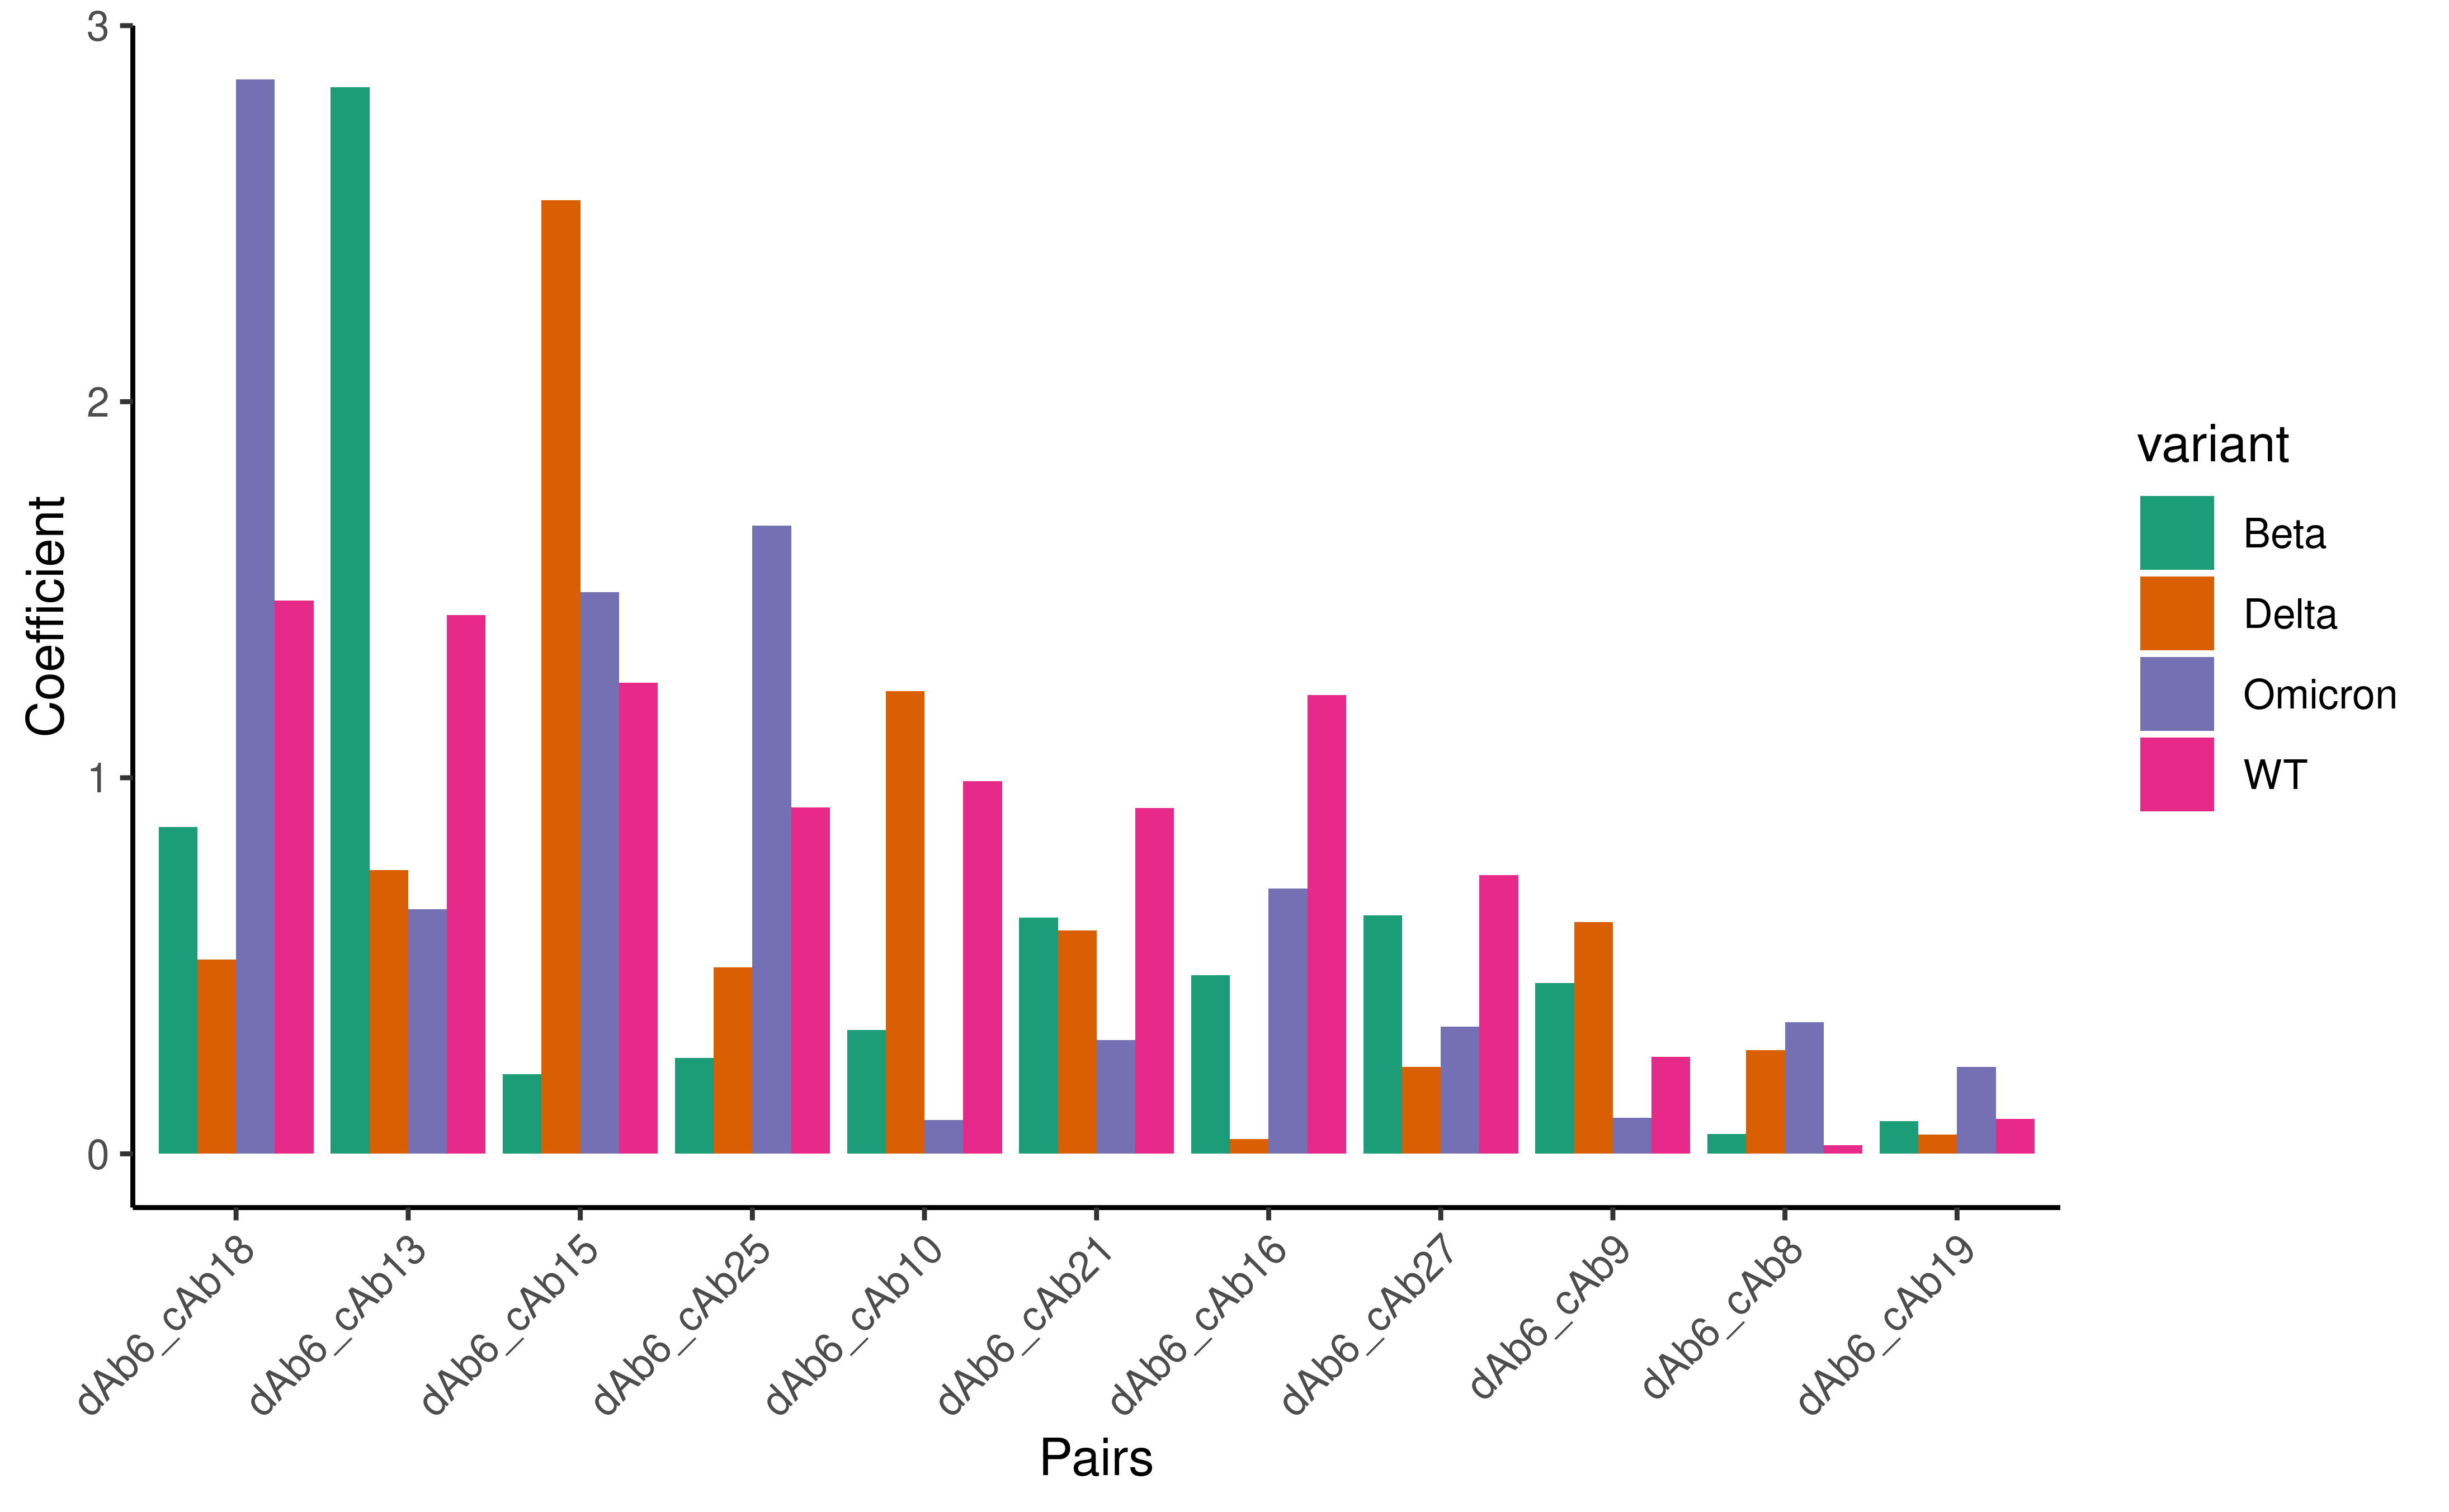 3
2
1
0
Coefficient
dAb6_cAb18
dAb6_cAb13
dAb6_cAb15
dAb6_cAb25
dAb6_cAb10
dAb6_cAb21
dAb6_cAb16
dAb6_cAb27
dAb6_cAb9
dAb6_cAb8
dAb6_cAb19
Pairs
variant
Beta
Delta
Omicron
WT